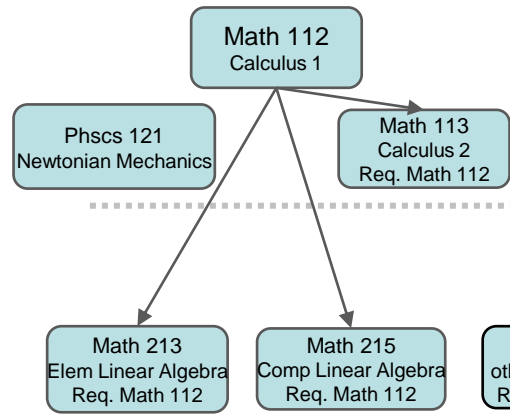 Math 112
Calculus 1
Phscs 121
Newtonian Mechanics
Math 113
Calculus 2
Req. Math 112
Math 213
Elem Linear Algebra
Req. Math 112
Math 215
Comp Linear Algebra
Req. Math 112